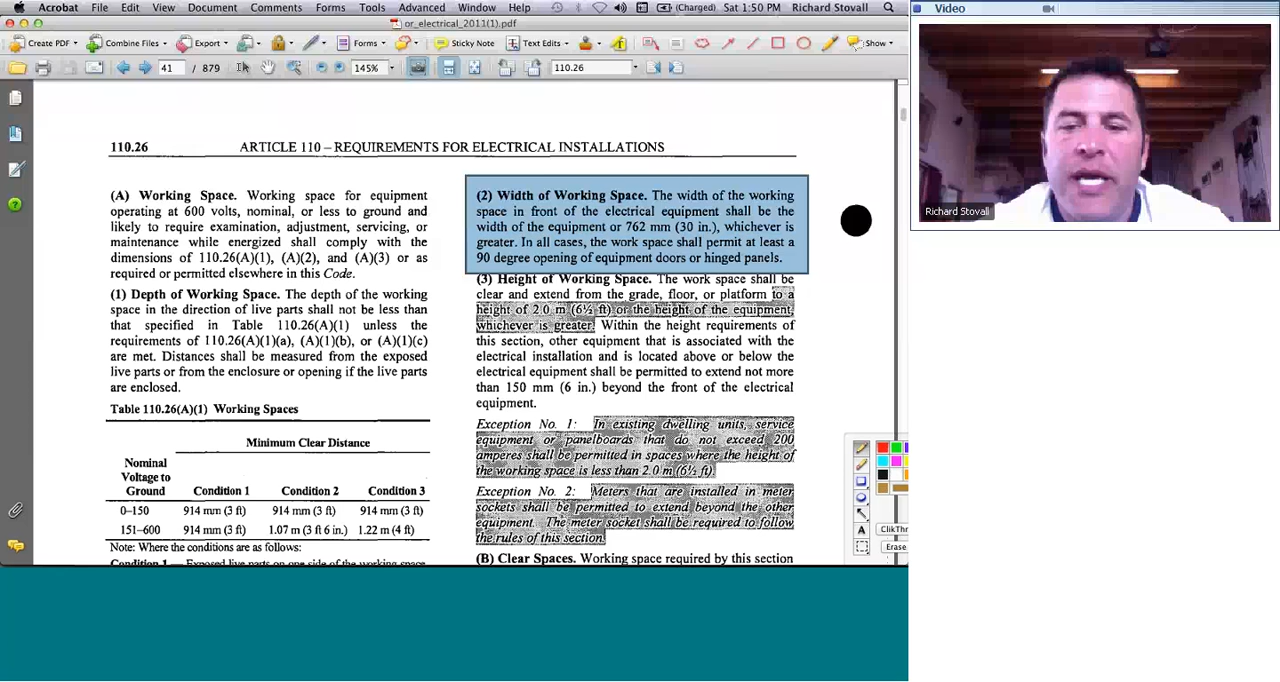 Acrobat File Edit View Document Comments Forms Tools Advanced Window Help (Charged) Sat 1:50 PM Richard Stovall
or_electrical_2011(1).pdf
Create PDF Combine Files Export Forms Sticky Note Text Edits Show
41 / 879 145% 110.26
110.26 ARTICLE 110 – REQUIREMENTS FOR ELECTRICAL INSTALLATIONS
(A) Working Space. Working space for equipment
operating at 600 volts, nominal, or less to ground and
likely to require examination, adjustment, servicing, or
maintenance while energized shall comply with the
dimensions of 110.26(A)(1), (A)(2), and (A)(3) or as
required or permitted elsewhere in this Code.
(1) Depth of Working Space. The depth of the working
space in the direction of live parts shall not be less than
that specified in Table 110.26(A)(1) unless the
requirements of 110.26(A)(1)(a), (A)(1)(b), or (A)(1)(c)
are met. Distances shall be measured from the exposed
live parts or from the enclosure or opening if the live parts
are enclosed.
Table 110.26(A)(1) Working Spaces
Minimum Clear Distance
Nominal
Voltage to
Ground Condition 1 Condition 2 Condition 3
0–150 914 mm (3 ft) 914 mm (3 ft) 914 mm (3 ft)
151–600 914 mm (3 ft) 1.07 m (3 ft 6 in.) 1.22 m (4 ft)
Note: Where the conditions are as follows:
Condition 1 — Exposed live parts on one side of the working space
(2) Width of Working Space. The width of the working
space in front of the electrical equipment shall be the
width of the equipment or 762 mm (30 in.), whichever is
greater. In all cases, the work space shall permit at least a
90 degree opening of equipment doors or hinged panels.
(3) Height of Working Space. The work space shall be
clear and extend from the grade, floor, or platform to a
height of 2.0 m (6½ ft) or the height of the equipment,
whichever is greater. Within the height requirements of
this section, other equipment that is associated with the
electrical installation and is located above or below the
electrical equipment shall be permitted to extend not more
than 150 mm (6 in.) beyond the front of the electrical
equipment.
Exception No. 1: In existing dwelling units, service
equipment or panelboards that do not exceed 200
amperes shall be permitted in spaces where the height of
the working space is less than 2.0 m (6½ ft).
Exception No. 2: Meters that are installed in meter
sockets shall be permitted to extend beyond the other
equipment. The meter socket shall be required to follow
the rules of this section.
(B) Clear Spaces. Working space required by this section
A
ClikThr
Erase
Video
Richard Stovall